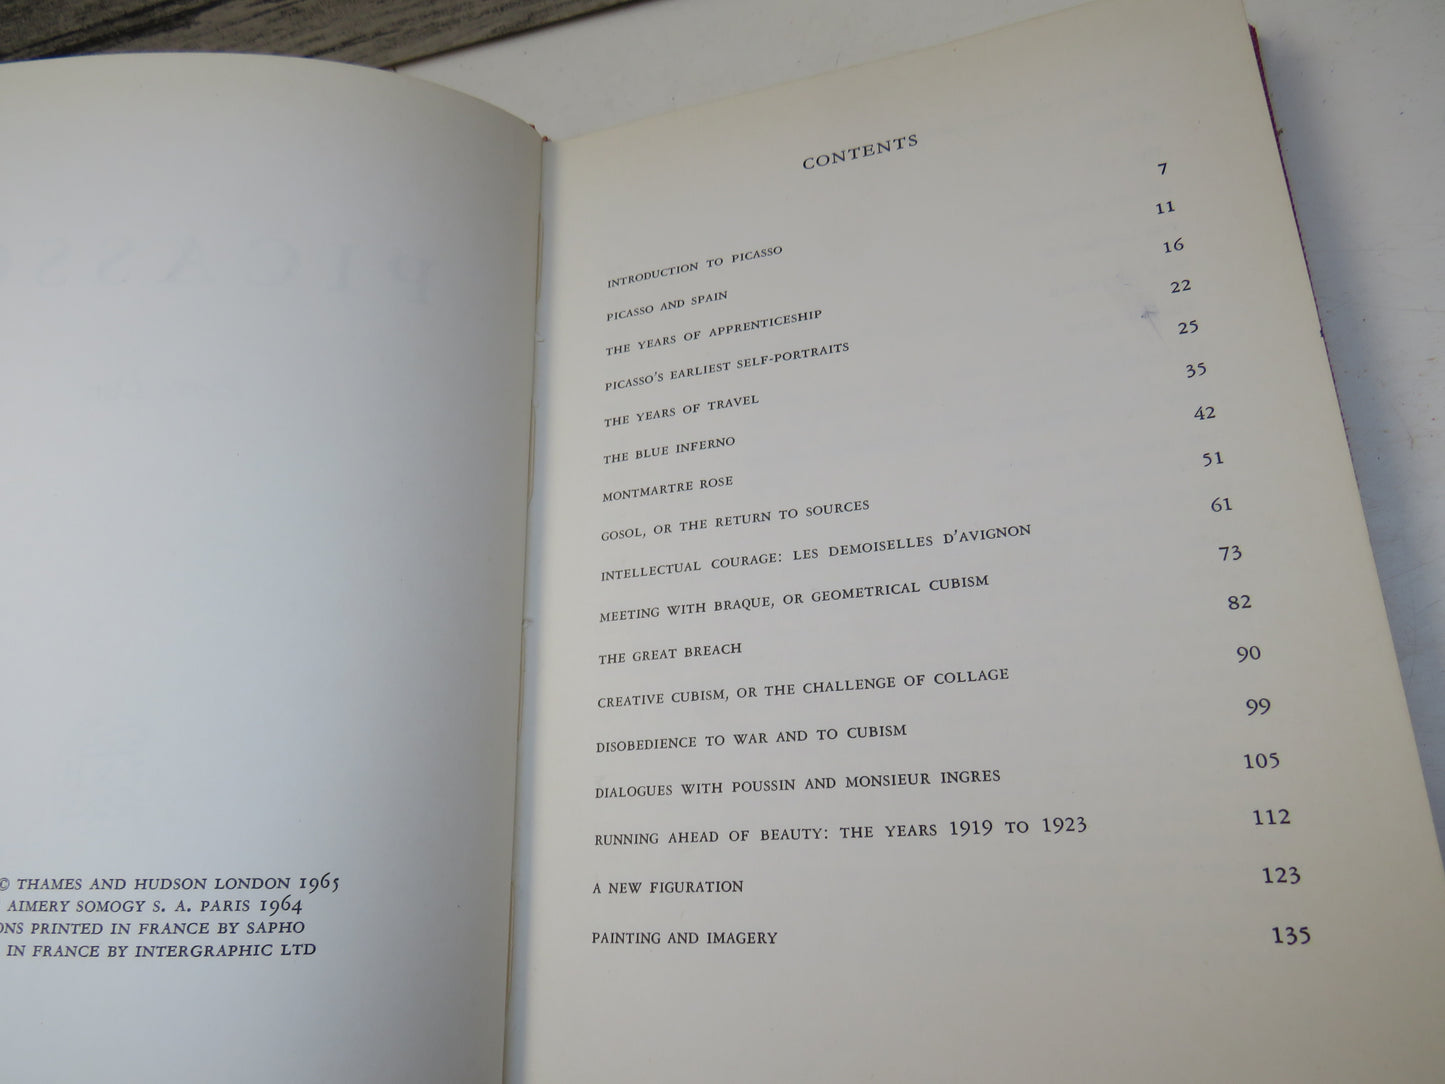 © THAMES AND HUDSON LONDON 1965
AIMERY SOMOGY S. A. PARIS 1964
PRINTED IN FRANCE BY SAPHO
IN FRANCE BY INTERGRAPHIC LTD
CONTENTS
INTRODUCTION TO PICASSO 7
PICASSO AND SPAIN 11
THE YEARS OF APPRENTICESHIP 16
PICASSO'S EARLIEST SELF-PORTRAITS 22
THE YEARS OF TRAVEL 25
THE BLUE INFERNO 35
MONTMARTRE ROSE 42
GOSOL, OR THE RETURN TO SOURCES 51
INTELLECTUAL COURAGE: LES DEMOISELLES D'AVIGNON 61
MEETING WITH BRAQUE, OR GEOMETRICAL CUBISM 73
THE GREAT BREACH 82
CREATIVE CUBISM, OR THE CHALLENGE OF COLLAGE 90
DISOBEDIENCE TO WAR AND TO CUBISM 99
DIALOGUES WITH POUSSIN AND MONSIEUR INGRES 105
RUNNING AHEAD OF BEAUTY: THE YEARS 1919 TO 1923 112
A NEW FIGURATION 123
PAINTING AND IMAGERY 135